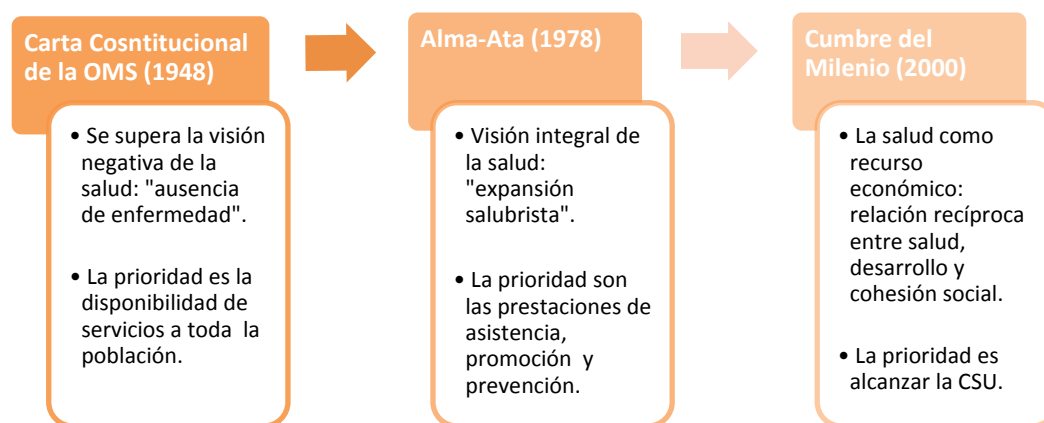 Carta Cosntitucional
de la OMS (1948)
• Se supera la visión
negativa de la
salud: "ausencia
de enfermedad".
• La prioridad es la
disponibilidad de
servicios a toda la
población.
Alma-Ata (1978)
• Visión integral de
la salud:
"expansión
salubrista".
• La prioridad son
las prestaciones de
asistencia,
promoción y
prevención.
Cumbre del
Milenio (2000)
• La salud como
recurso
económico:
relación recíproca
entre salud,
desarrollo y
cohesión social.
• La prioridad es
alcanzar la CSU.